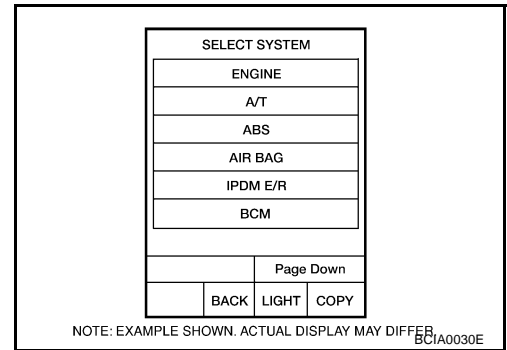 SELECT SYSTEM
ENGINE
A/T
ABS
AIR BAG
IPDM E/R
BCM
Page Down
BACK LIGHT COPY
NOTE: EXAMPLE SHOWN. ACTUAL DISPLAY MAY DIFFER.
BCIA0030E